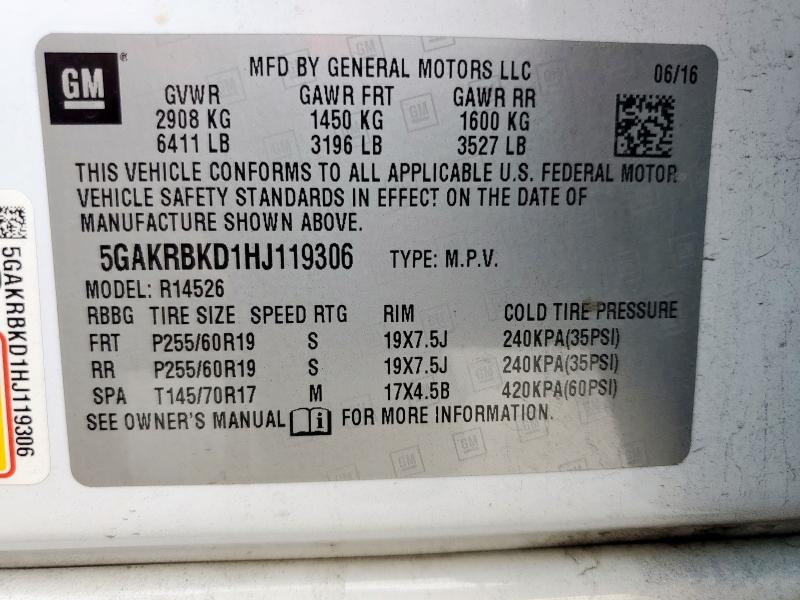 GM
MFD BY GENERAL MOTORS LLC 06/16
GVWR GAWR FRT GAWR RR
2908 KG 1450 KG 1600 KG
6411 LB 3196 LB 3527 LB
THIS VEHICLE CONFORMS TO ALL APPLICABLE U.S. FEDERAL MOTOR
VEHICLE SAFETY STANDARDS IN EFFECT ON THE DATE OF
MANUFACTURE SHOWN ABOVE.
5GAKRBKD1HJ119306 TYPE: M.P.V.
MODEL: R14526
RBBG TIRE SIZE SPEED RTG RIM COLD TIRE PRESSURE
FRT P255/60R19 S 19X7.5J 240KPA(35PSI)
RR P255/60R19 S 19X7.5J 240KPA(35PSI)
SPA T145/70R17 M 17X4.5B 420KPA(60PSI)
SEE OWNER'S MANUAL i FOR MORE INFORMATION.
5GAKRBKD1HJ119306